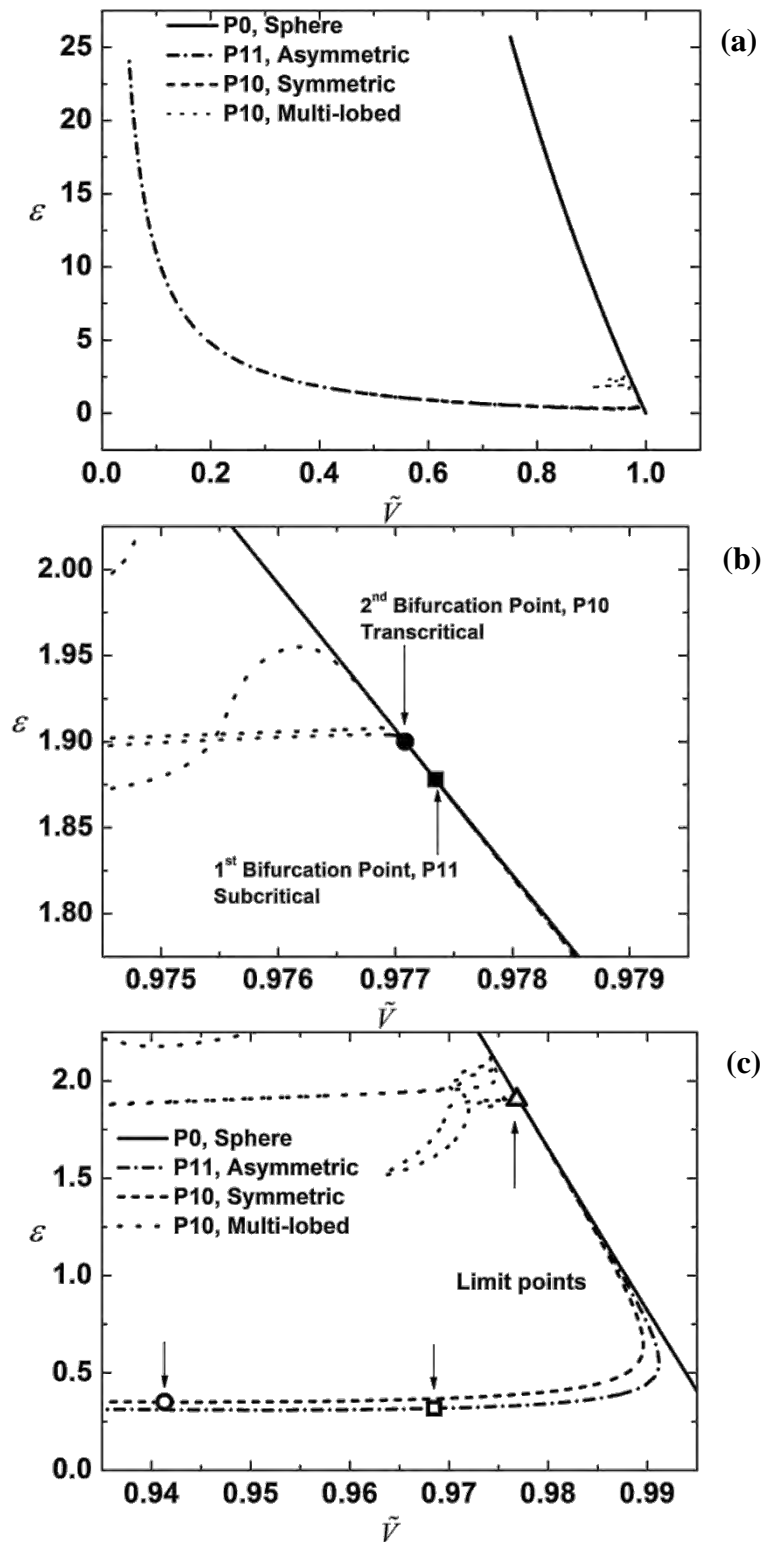 P0, Sphere
P11, Asymmetric
P10, Symmetric
P10, Multi-lobed
(a)
25
20
15
10
5
0
ε
0.0 0.2 0.4 0.6 0.8 1.0
Ṽ
(b)
2.00
1.95
1.90
1.85
1.80
ε
2nd Bifurcation Point, P10
Transcritical
1st Bifurcation Point, P11
Subcritical
0.975 0.976 0.977 0.978 0.979
Ṽ
(c)
2.0
1.5
1.0
0.5
0.0
ε
P0, Sphere
P11, Asymmetric
P10, Symmetric
P10, Multi-lobed
Limit points
0.94 0.95 0.96 0.97 0.98 0.99
Ṽ